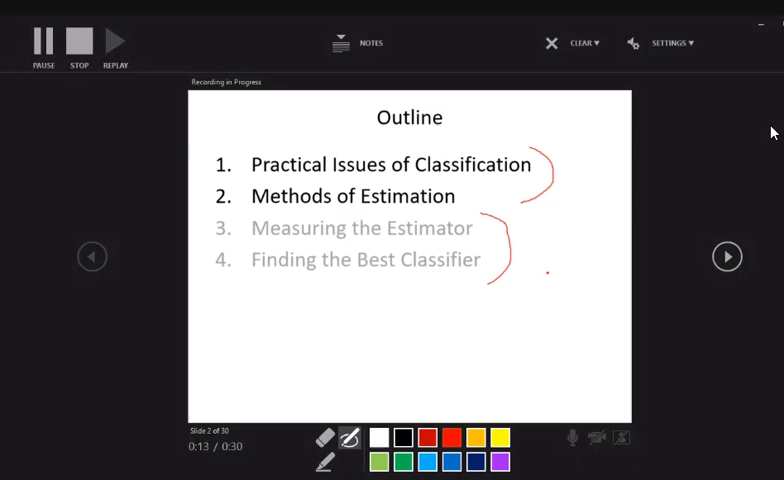 NOTES
CLEAR
SETTINGS
PAUSE STOP REPLAY
Recording in Progress
Outline
1. Practical Issues of Classification
2. Methods of Estimation
3. Measuring the Estimator
4. Finding the Best Classifier
Slide 2 of 30
0:13 / 0:30